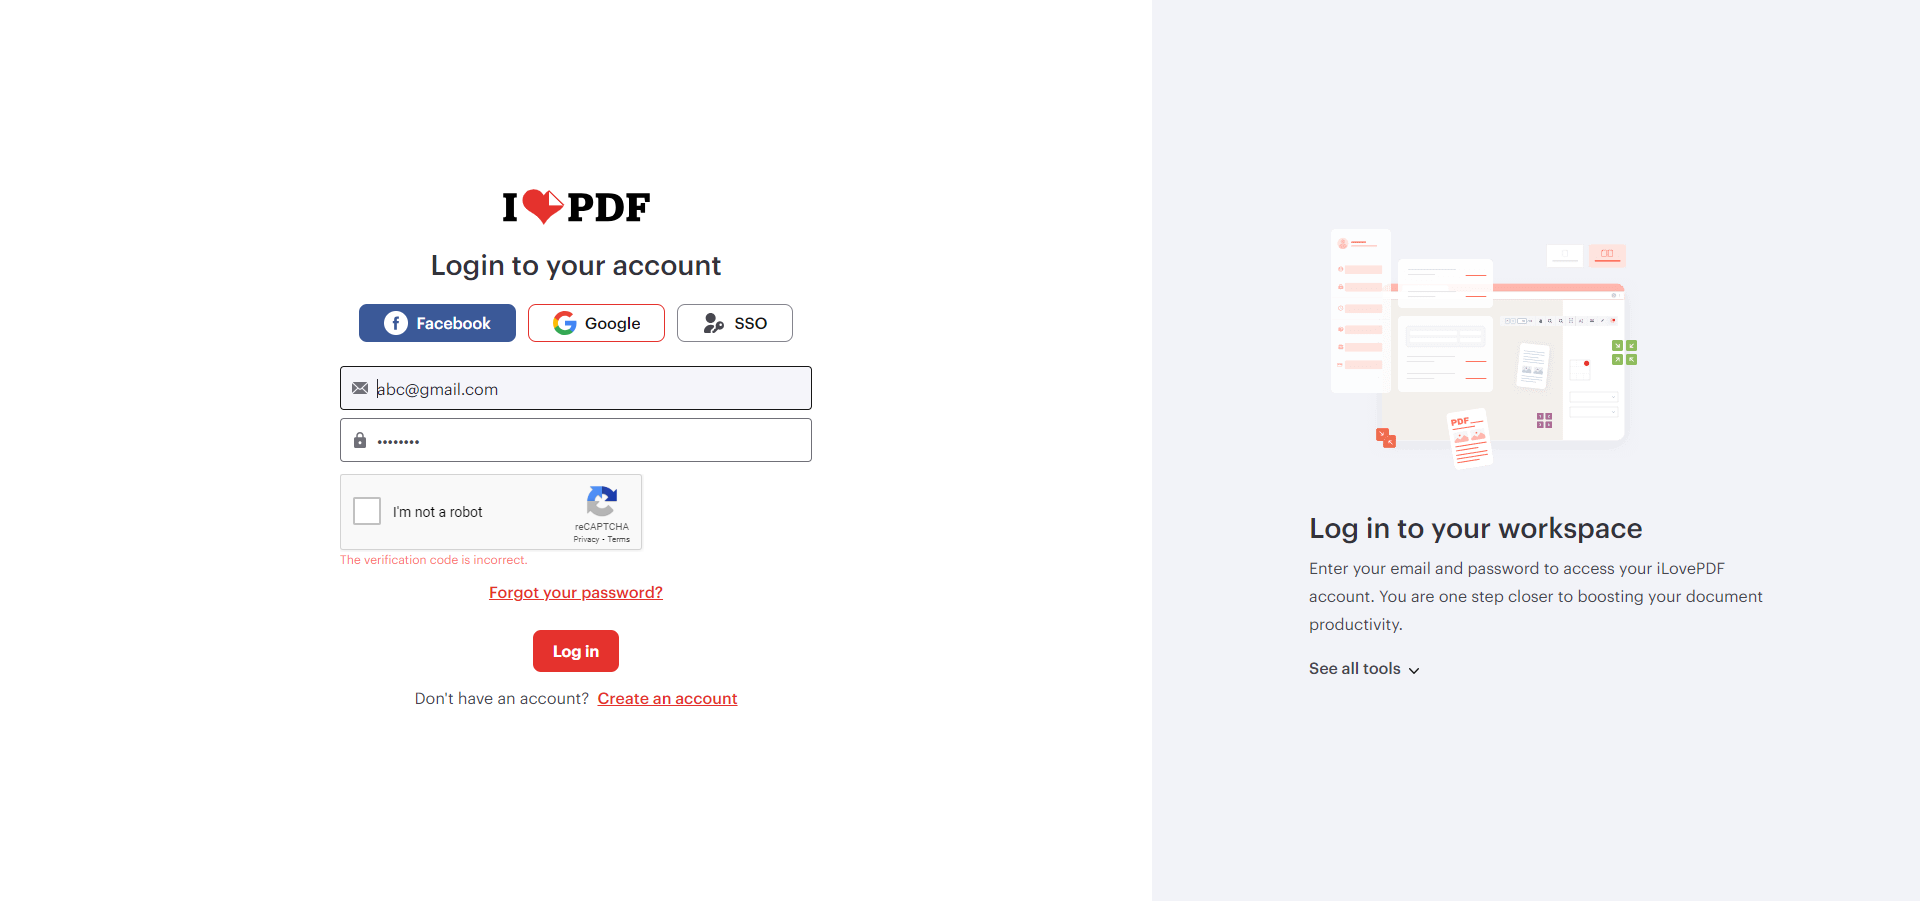 I PDF
Login to your account
Facebook
Google
SSO
abc@gmail.com
••••••••
I'm not a robot
reCAPTCHA
Privacy - Terms
The verification code is incorrect.
Forgot your password?
Log in
Don't have an account? Create an account
PDF
Log in to your workspace
Enter your email and password to access your iLovePDF
account. You are one step closer to boosting your document
productivity.
See all tools